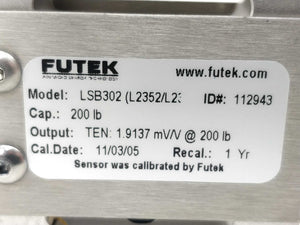 FUTEK
www.futek.com
Model: LSB302 (L2352/L23 ID#: 112943
Cap.: 200 lb
Output: TEN: 1.9137 mV/V @ 200 lb
Cal.Date: 11/03/05 Recal.: 1 Yr
Sensor was calibrated by Futek